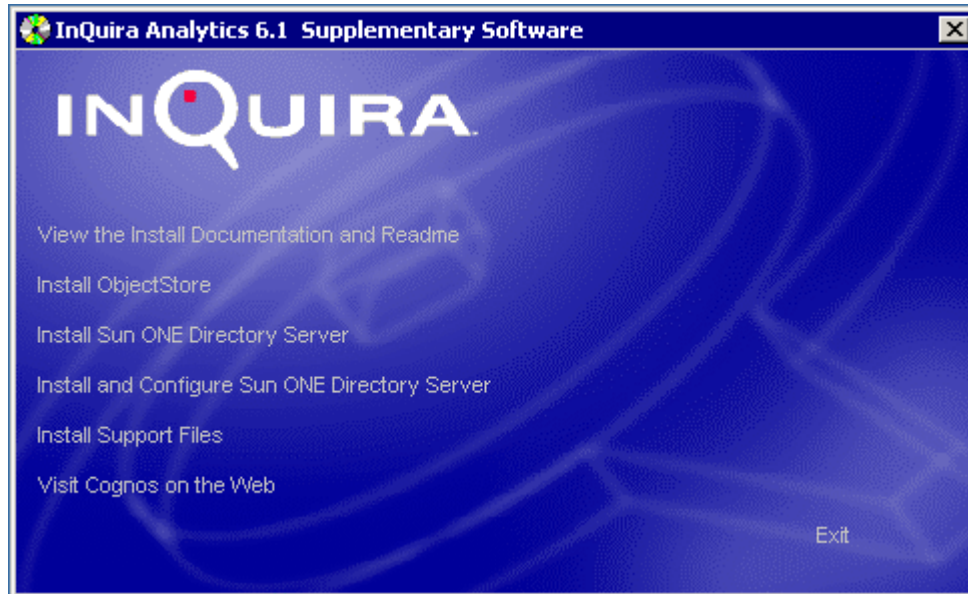 InQuira Analytics 6.1 Supplementary Software
INQUIRA™
View the Install Documentation and Readme
Install ObjectStore
Install Sun ONE Directory Server
Install and Configure Sun ONE Directory Server
Install Support Files
Visit Cognos on the Web
Exit